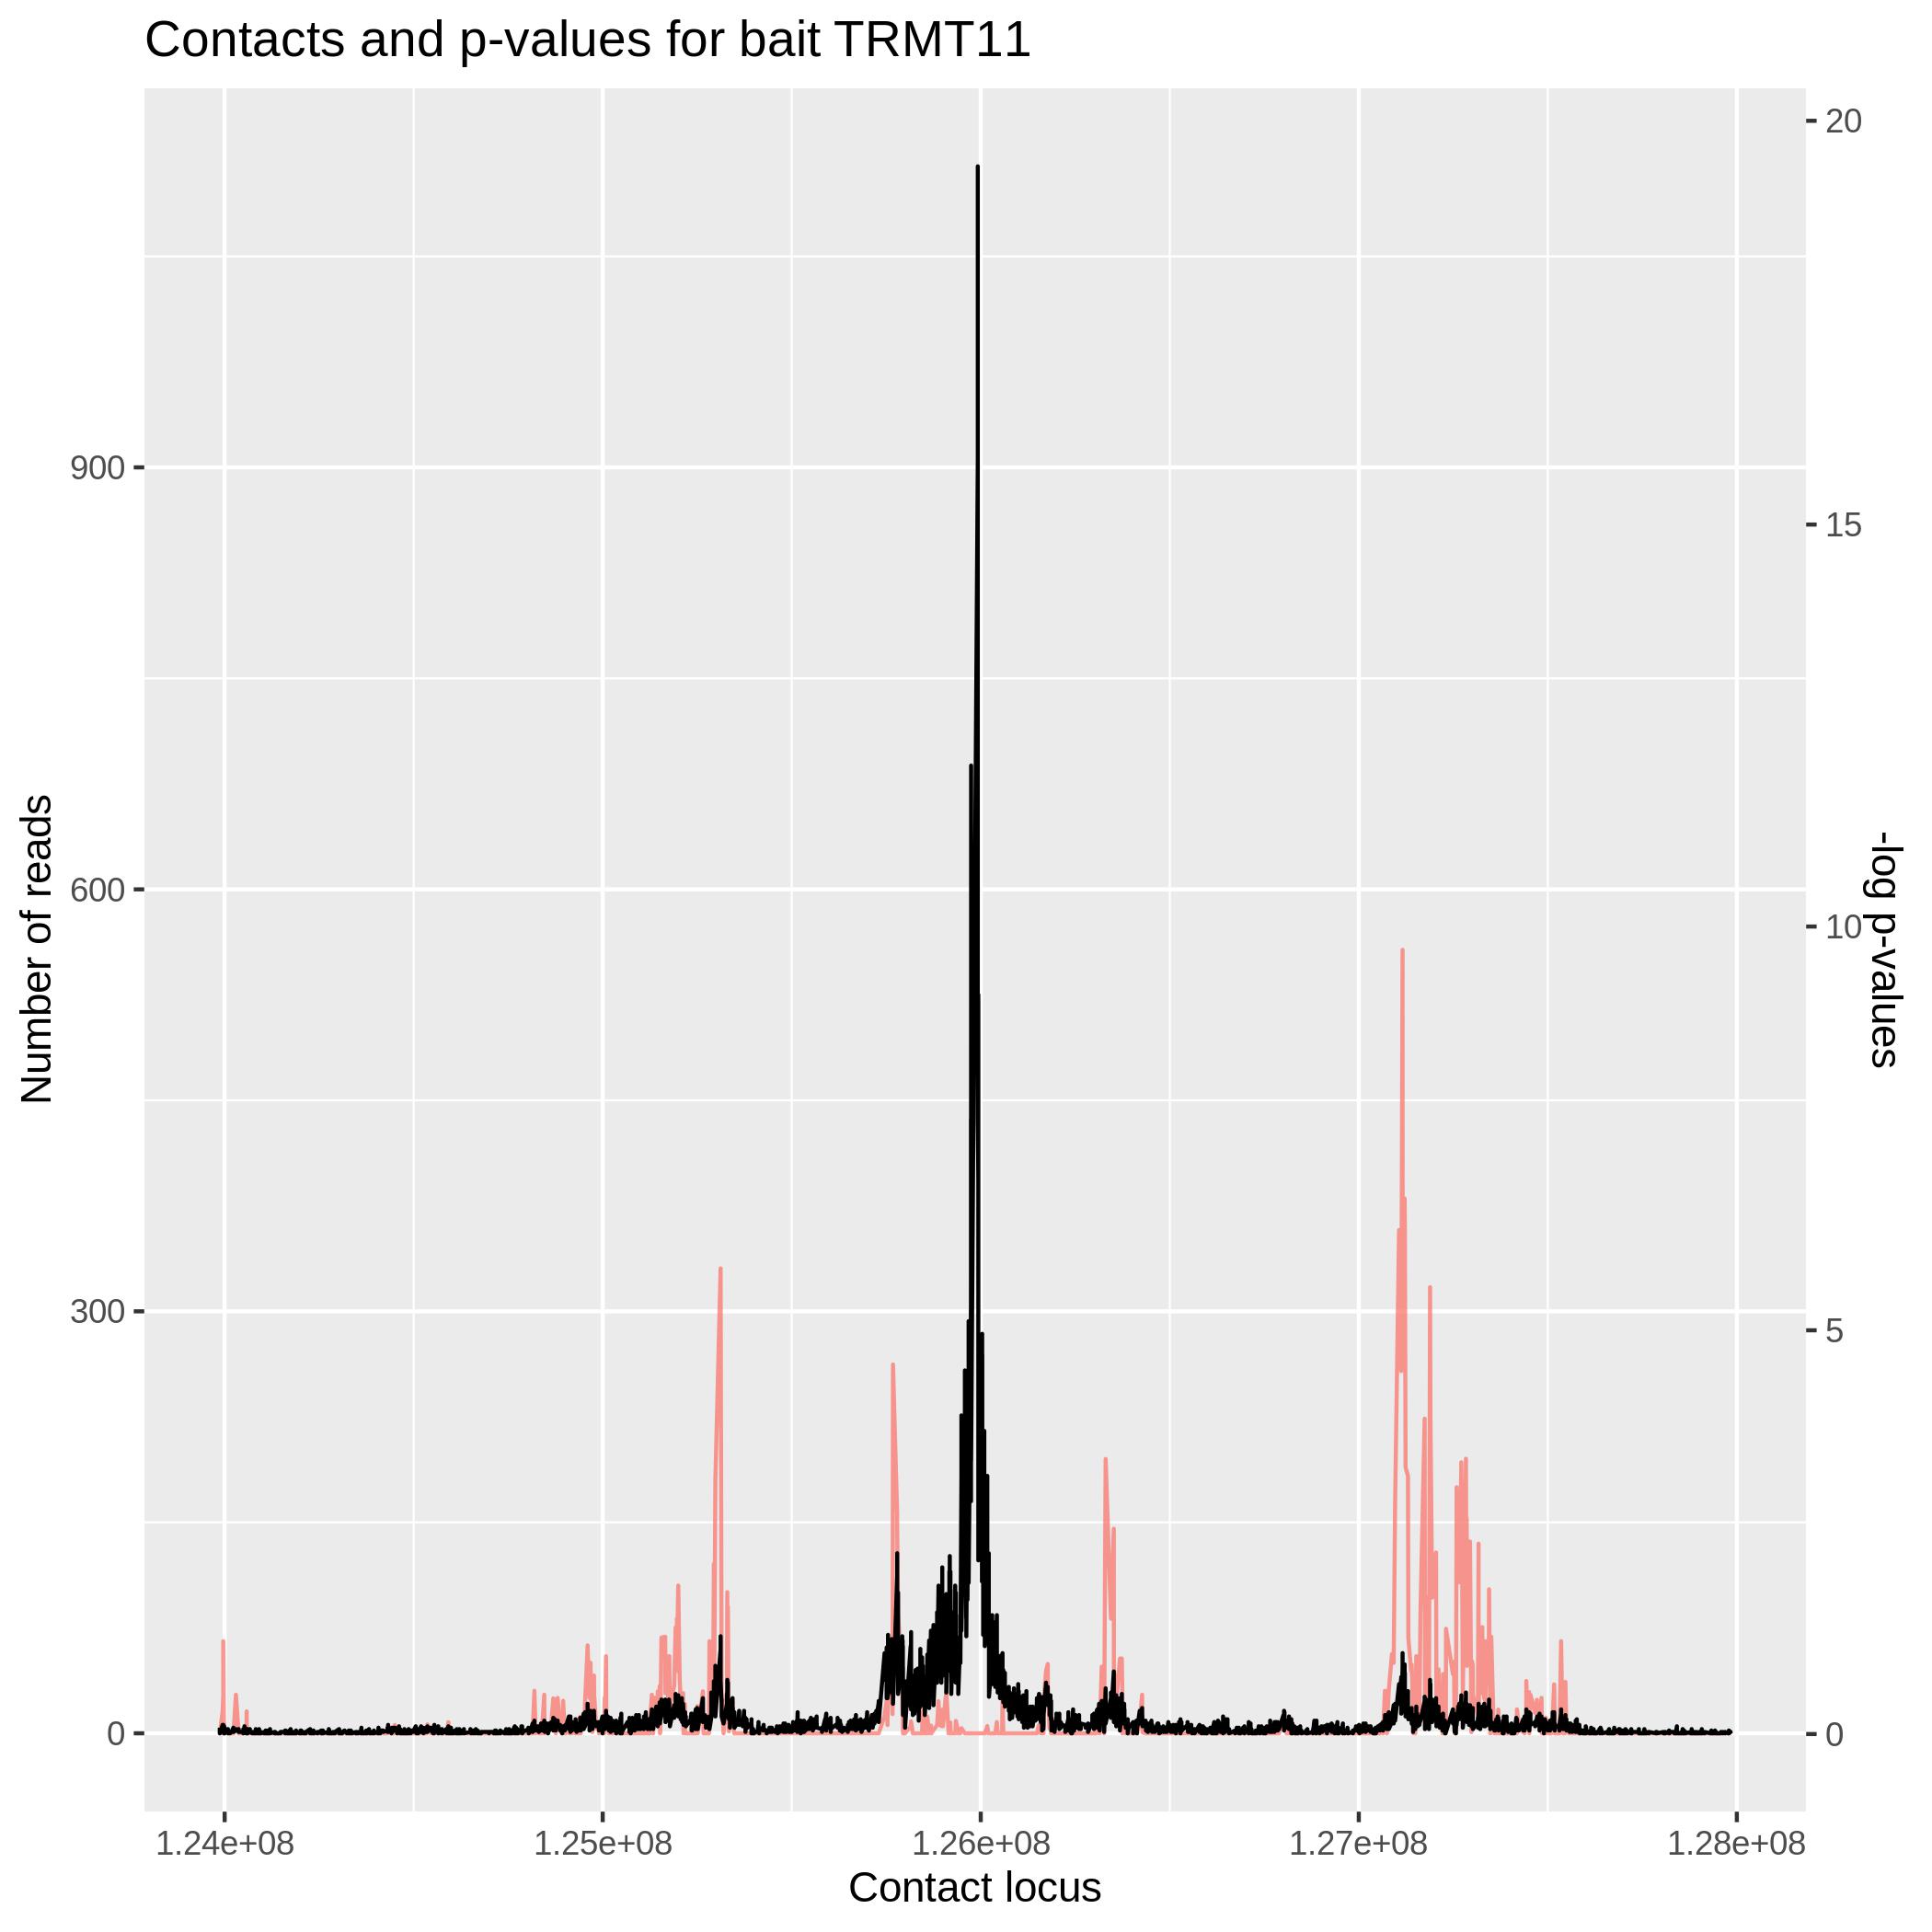 Contacts and p-values for bait TRMT11
Number of reads
900
600
300
0
20
15
10
5
0
-log p-values
1.24e+08 1.25e+08 1.26e+08 1.27e+08 1.28e+08
Contact locus